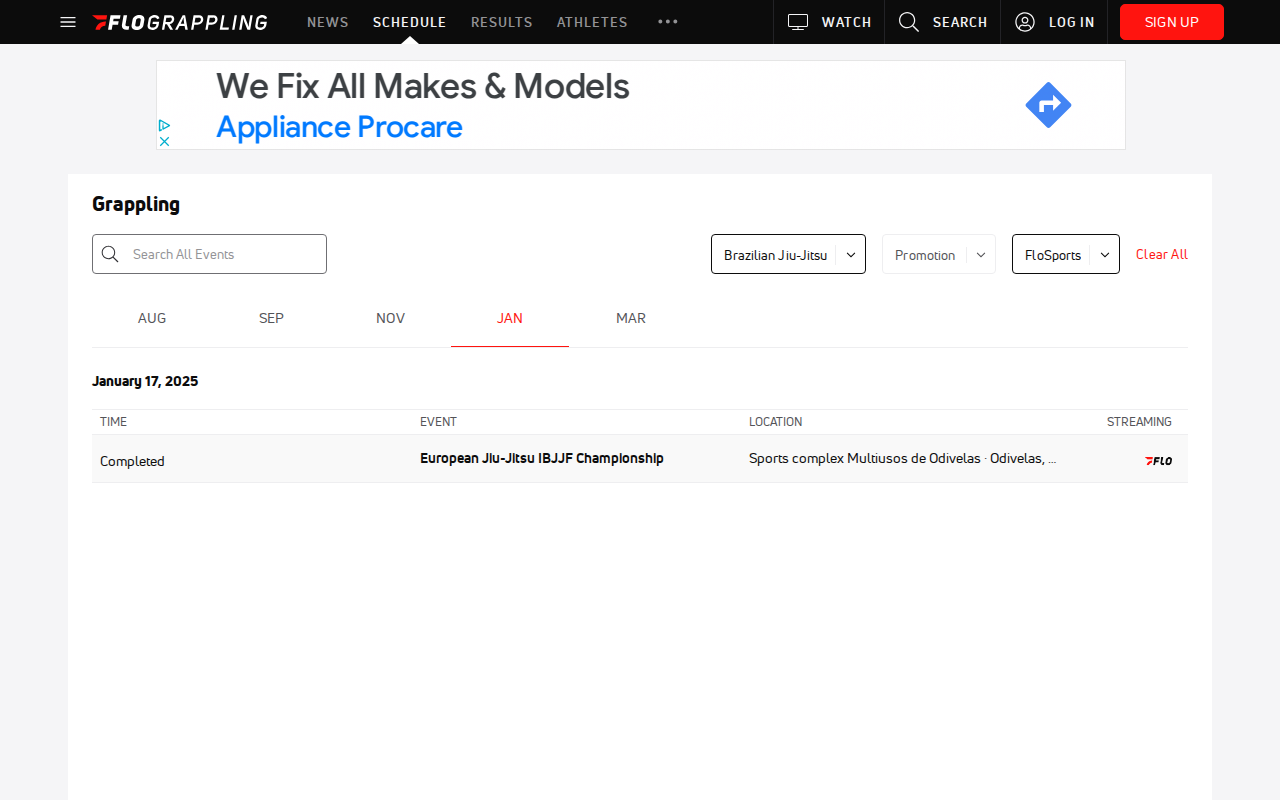 FLOGRAPPLING NEWS SCHEDULE RESULTS ATHLETES WATCH SEARCH LOG IN SIGN UP
We Fix All Makes & Models
Appliance Procare
Grappling
Search All Events Brazilian Jiu-Jitsu Promotion FloSports Clear All
AUG SEP NOV JAN MAR
January 17, 2025
TIME EVENT LOCATION STREAMING
Completed European Jiu-Jitsu IBJJF Championship Sports complex Multiusos de Odivelas · Odivelas, ... FLO